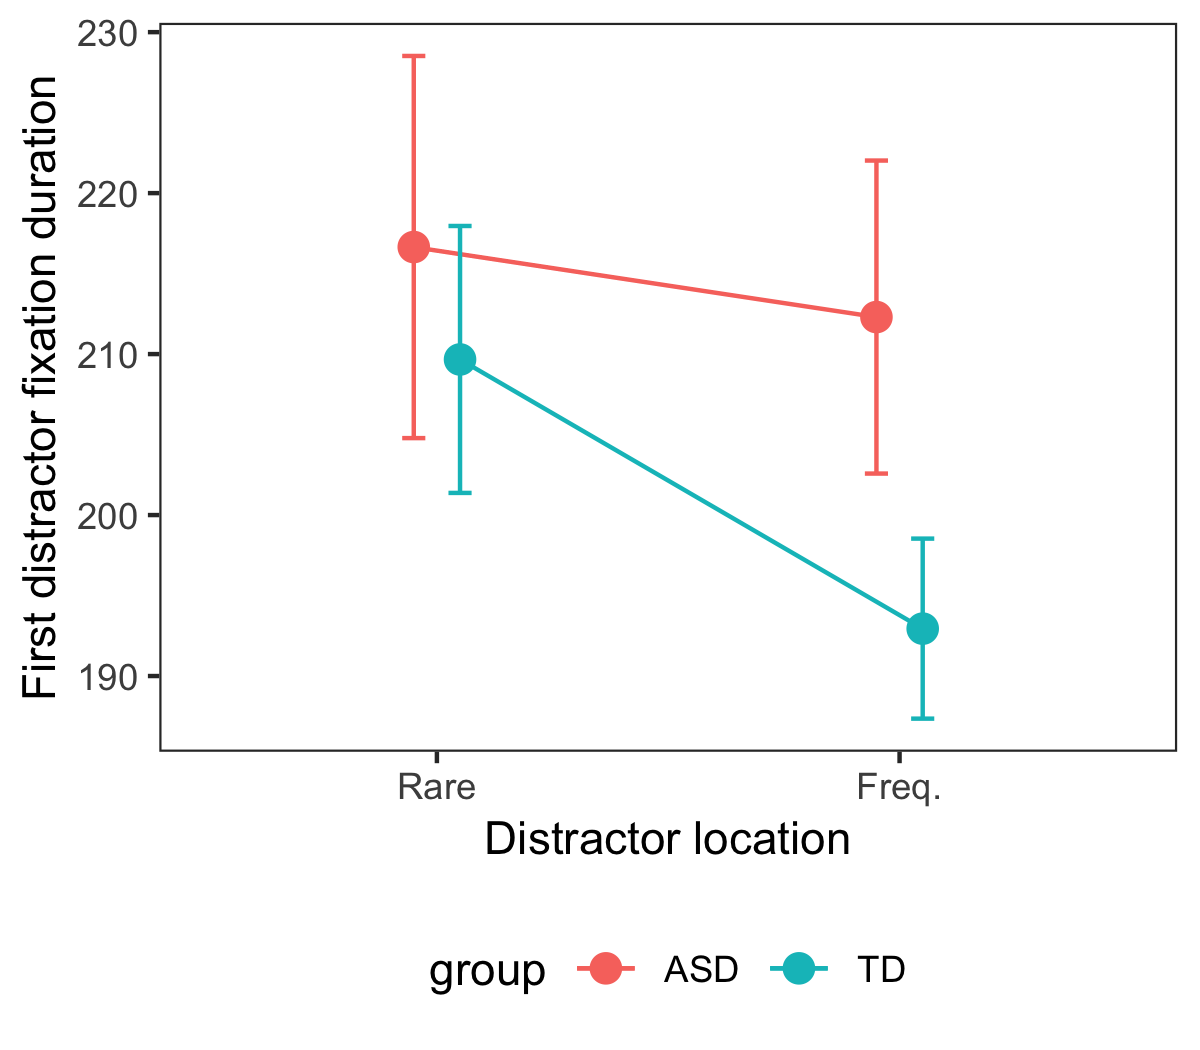 First distractor fixation duration
230
220
210
200
190
Rare Freq.
Distractor location
group ASD TD